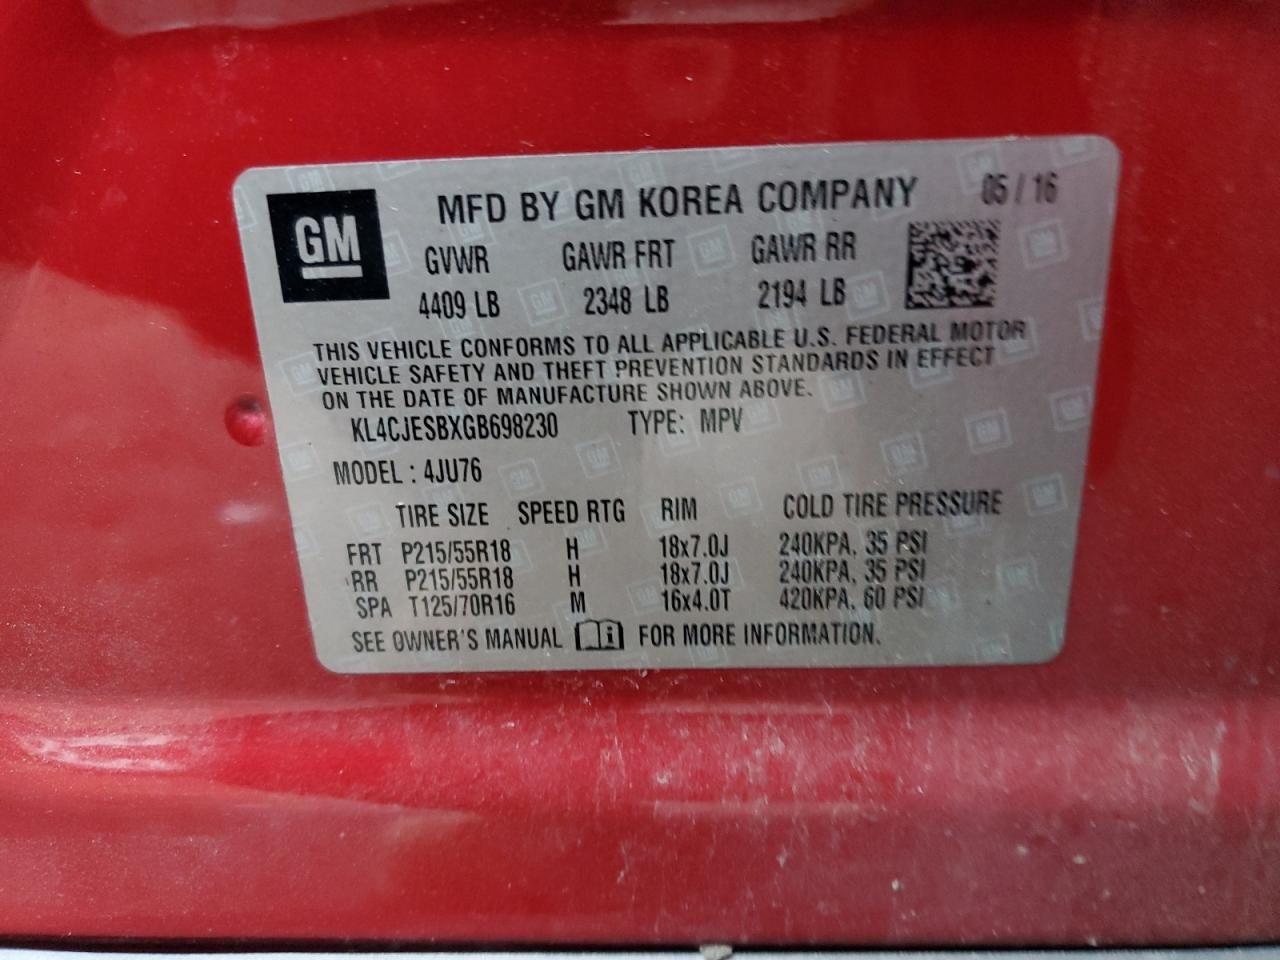 GM
MFD BY GM KOREA COMPANY 05 / 16
GVWR GAWR FRT GAWR RR
4409 LB 2348 LB 2194 LB
THIS VEHICLE CONFORMS TO ALL APPLICABLE U.S. FEDERAL MOTOR
VEHICLE SAFETY AND THEFT PREVENTION STANDARDS IN EFFECT
ON THE DATE OF MANUFACTURE SHOWN ABOVE.
KL4CJESBXGB698230 TYPE: MPV
MODEL : 4JU76
TIRE SIZE SPEED RTG RIM COLD TIRE PRESSURE
FRT P215/55R18 H 18x7.0J 240KPA, 35 PSI
RR P215/55R18 H 18x7.0J 240KPA, 35 PSI
SPA T125/70R16 M 16x4.0T 420KPA, 60 PSI
SEE OWNER'S MANUAL FOR MORE INFORMATION.